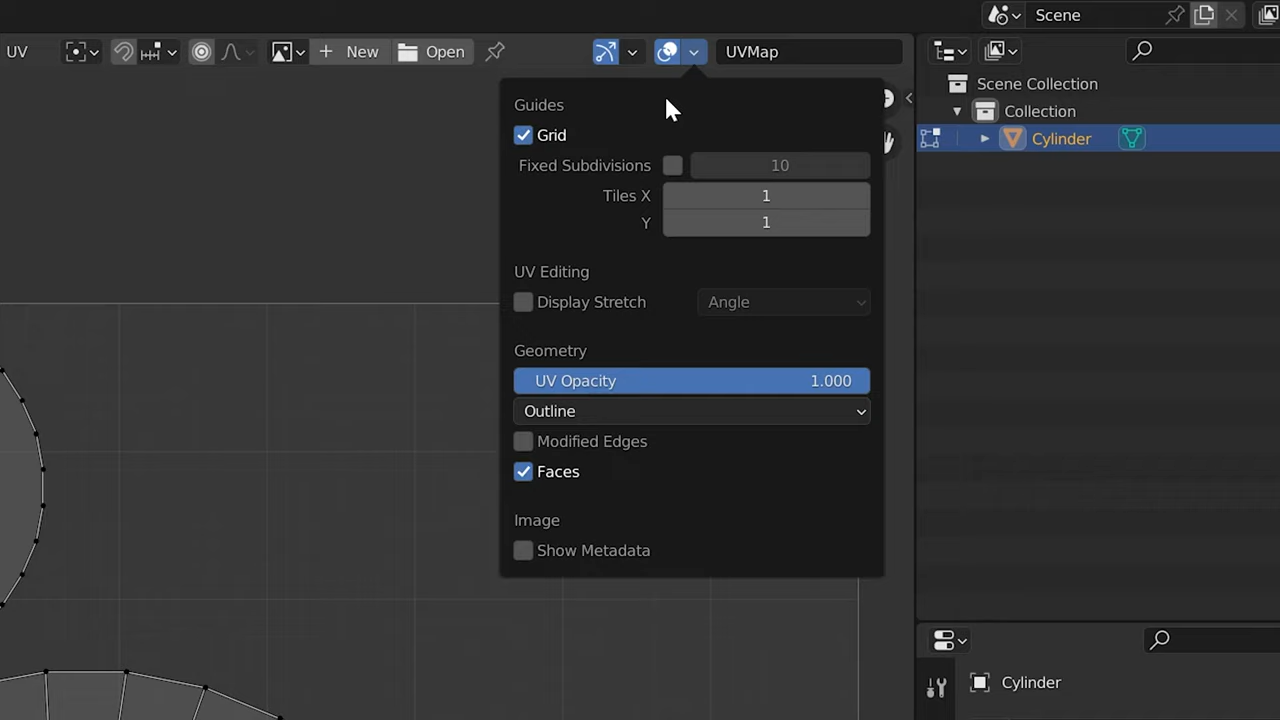 Scene
UV
New
Open
UVMap
Scene Collection
Guides
Collection
Grid
Cylinder
Fixed Subdivisions 10
Tiles X 1
Y 1
UV Editing
Display Stretch Angle
Geometry
UV Opacity 1.000
Outline
Modified Edges
Faces
Image
Show Metadata
Cylinder